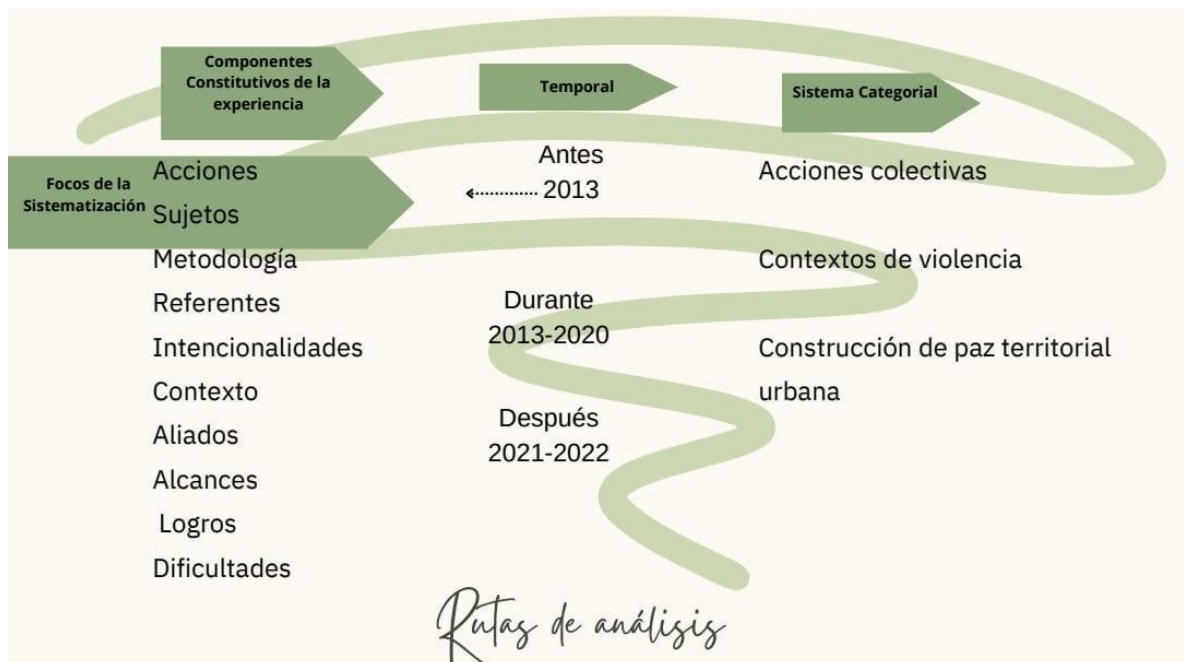 Componentes
Constitutivos de la
experiencia
Temporal
Sistema Categorial
Focos de la
Sistematización
Acciones
Sujetos
Metodología
Referentes
Intencionalidades
Contexto
Aliados
Alcances
Logros
Dificultades
Antes
2013
Durante
2013-2020
Después
2021-2022
Acciones colectivas
Contextos de violencia
Construcción de paz territorial
urbana
Rutas de análisis